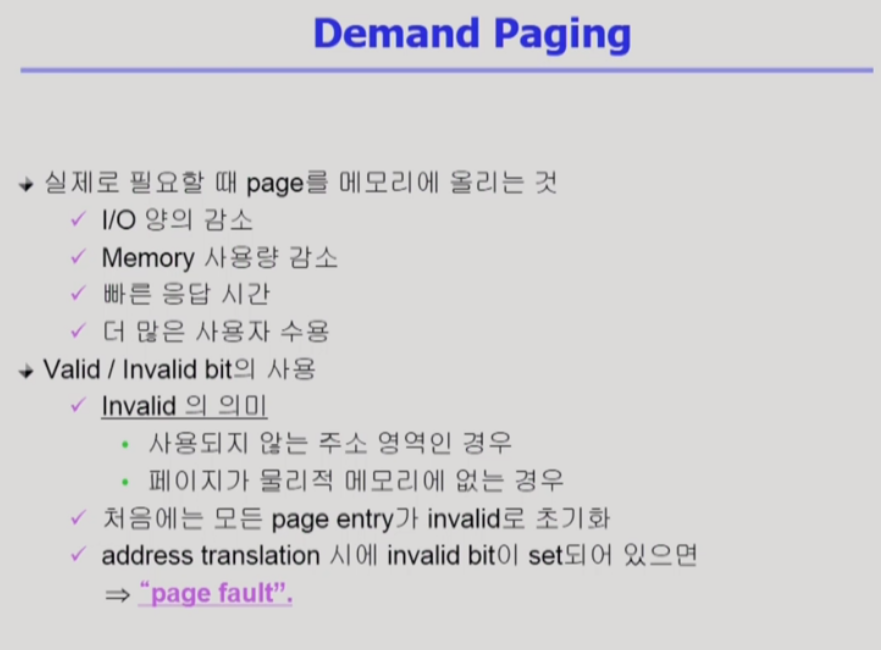 Demand Paging
실제로 필요할 때 page를 메모리에 올리는 것
I/O 양의 감소
Memory 사용량 감소
빠른 응답 시간
더 많은 사용자 수용
Valid / Invalid bit의 사용
Invalid 의 의미
사용되지 않는 주소 영역인 경우
페이지가 물리적 메모리에 없는 경우
처음에는 모든 page entry가 invalid로 초기화
address translation 시에 invalid bit이 set되어 있으면
⇒ “page fault”.